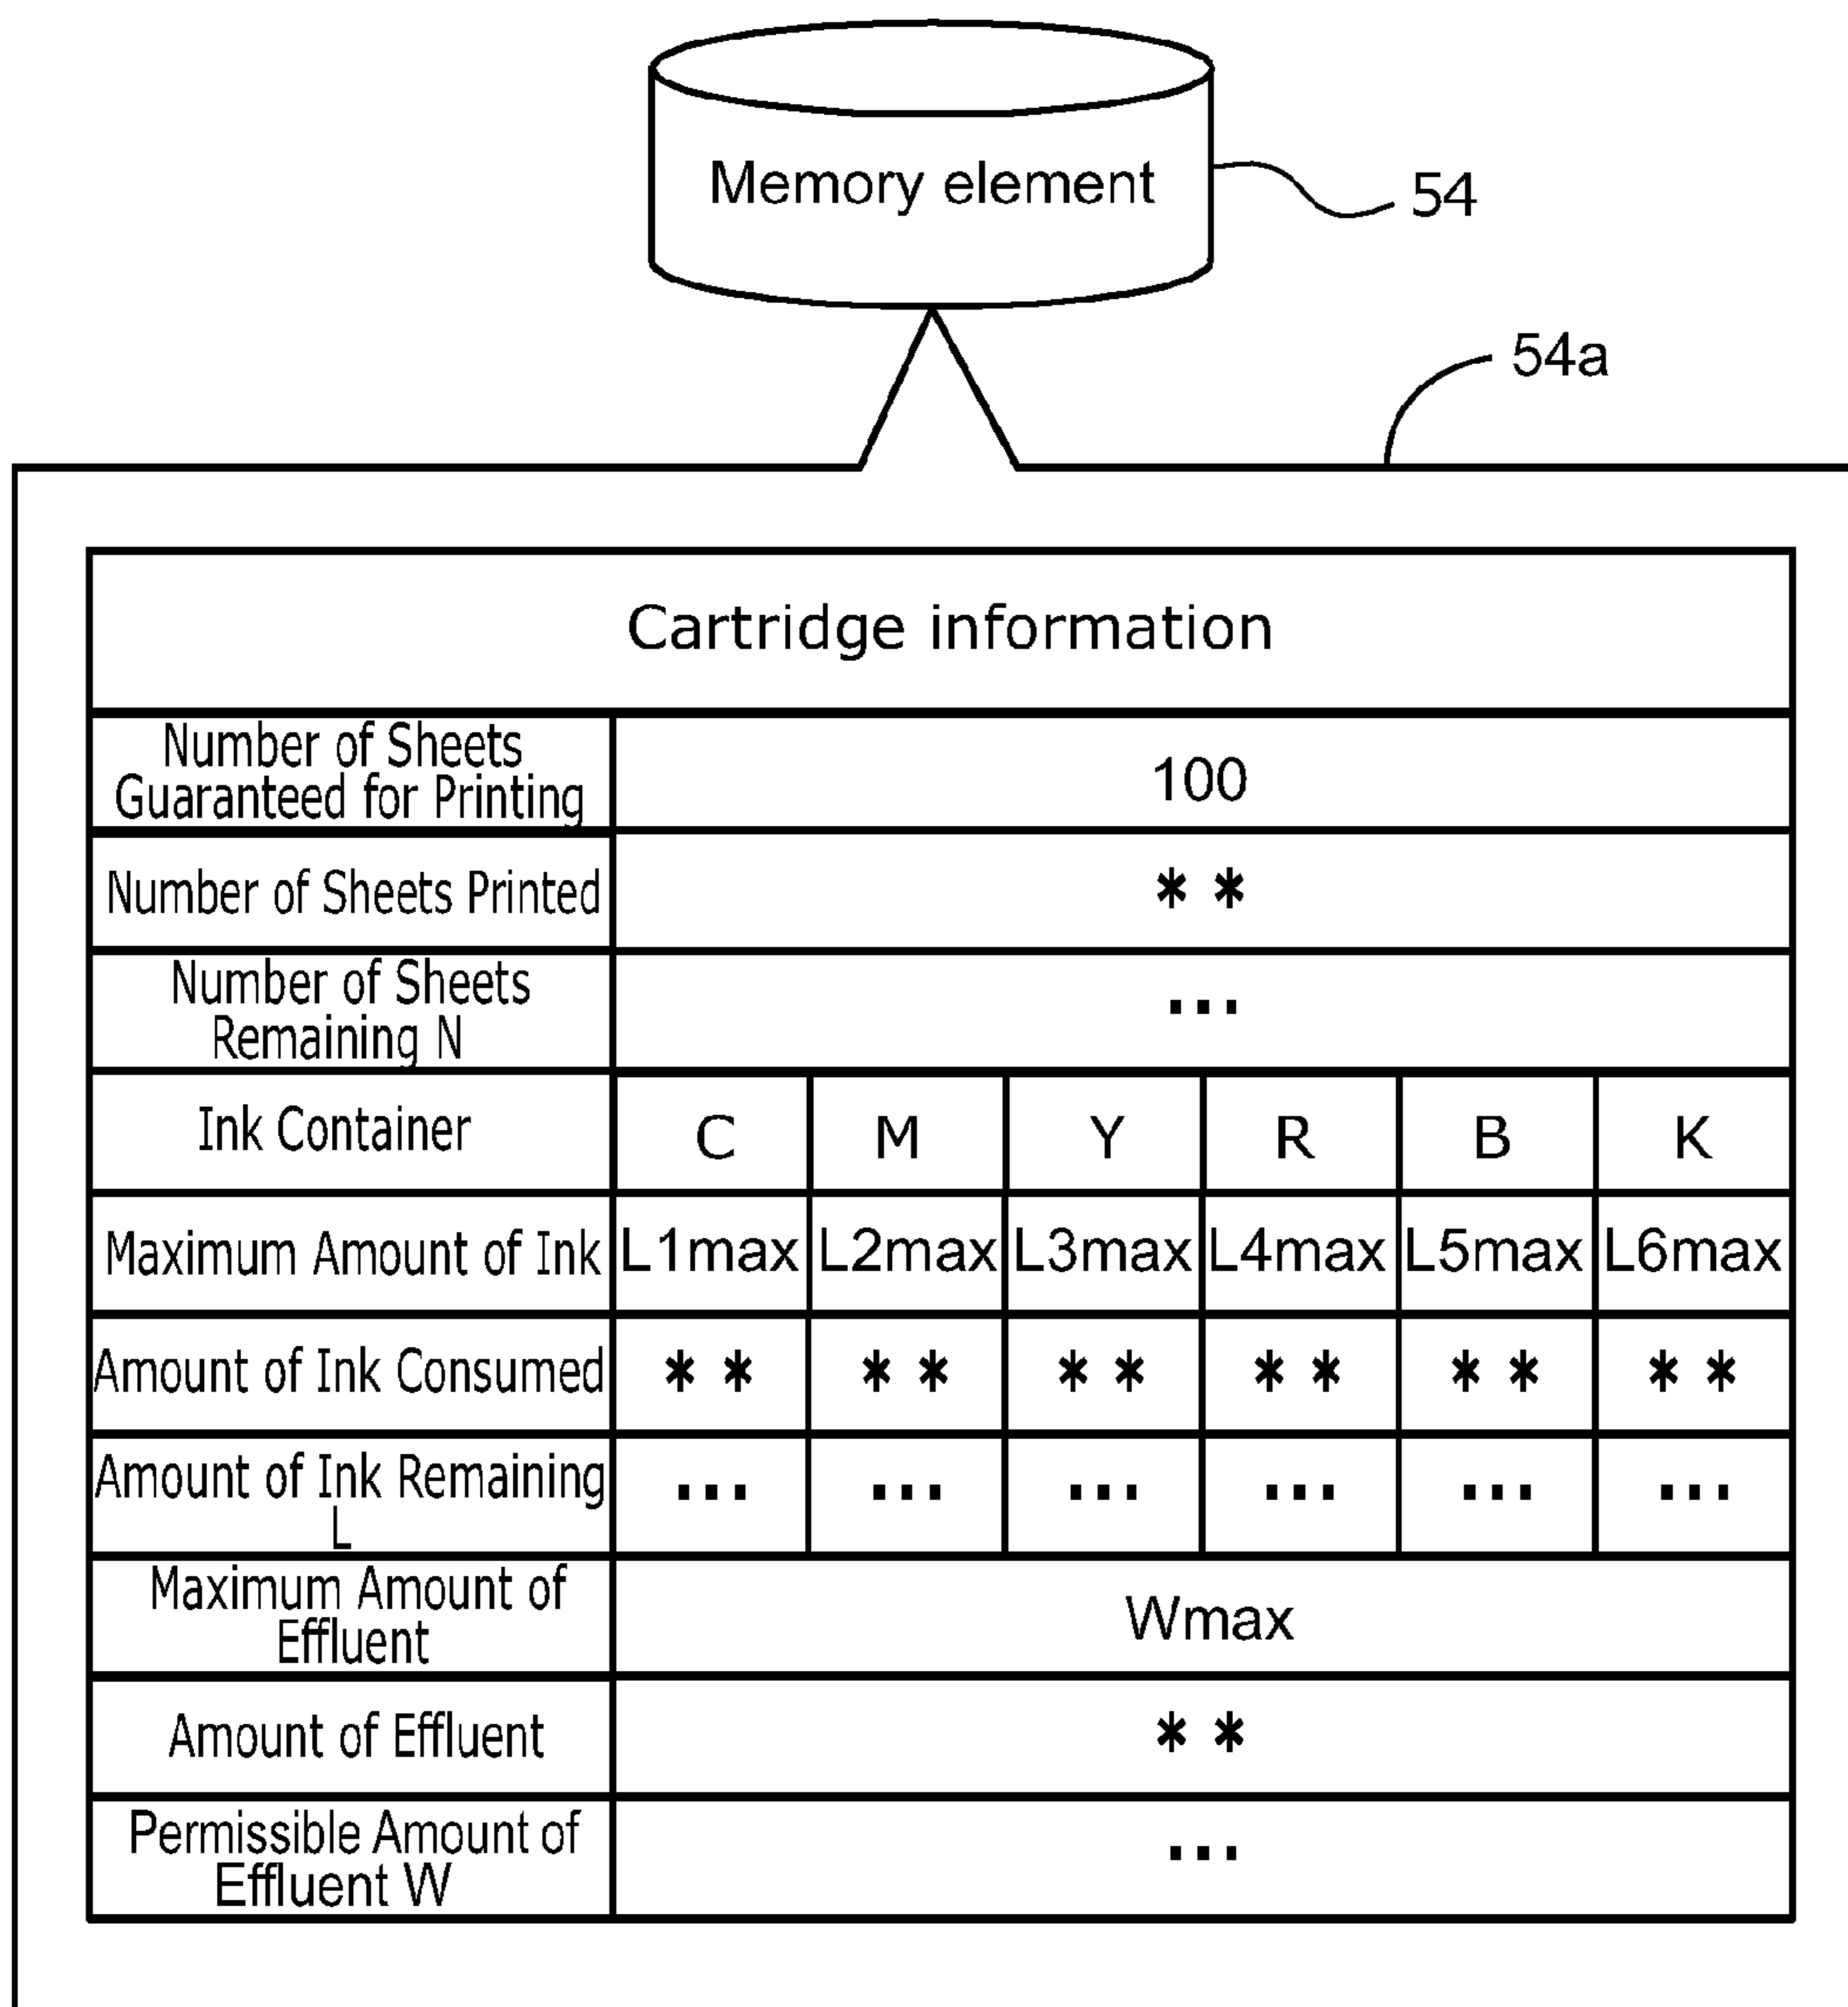 Memory element
54
54a
Cartridge information
Number of Sheets
Guaranteed for Printing
100
Number of Sheets Printed
* *
Number of Sheets
Remaining N
...
Ink Container C M Y R B K
Maximum Amount of Ink L1max L2max L3max L4max L5max L6max
Amount of Ink Consumed * * * * * * * * * * * *
Amount of Ink Remaining
L
... ... ... ... ... ...
Maximum Amount of
Effluent
Wmax
Amount of Effluent
* *
Permissible Amount of
Effluent W
...